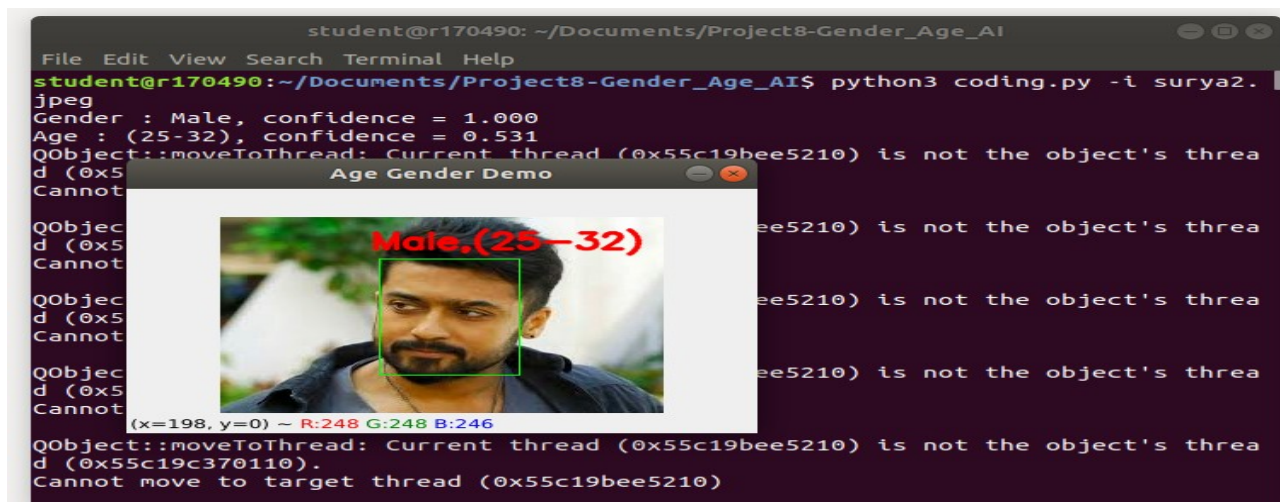 student@r170490: ~/Documents/Project8-Gender_Age_AI
File Edit View Search Terminal Help
student@r170490:~/Documents/Project8-Gender_Age_AI$ python3 coding.py -i surya2.
jpeg
Gender : Male, confidence = 1.000
Age : (25-32), confidence = 0.531
QObject::moveToThread: Current thread (0x55c19bee5210) is not the object's threa
d (0x5
Cannot
Age Gender Demo
Male,(25-32)
QObjec
ee5210) is not the object's threa
d (0x5
Cannot
QObjec
ee5210) is not the object's threa
d (0x5
Cannot
QObjec
ee5210) is not the object's threa
d (0x5
Cannot
(x=198, y=0) ~ R:248 G:248 B:246
QObject::moveToThread: Current thread (0x55c19bee5210) is not the object's threa
d (0x55c19c370110).
Cannot move to target thread (0x55c19bee5210)